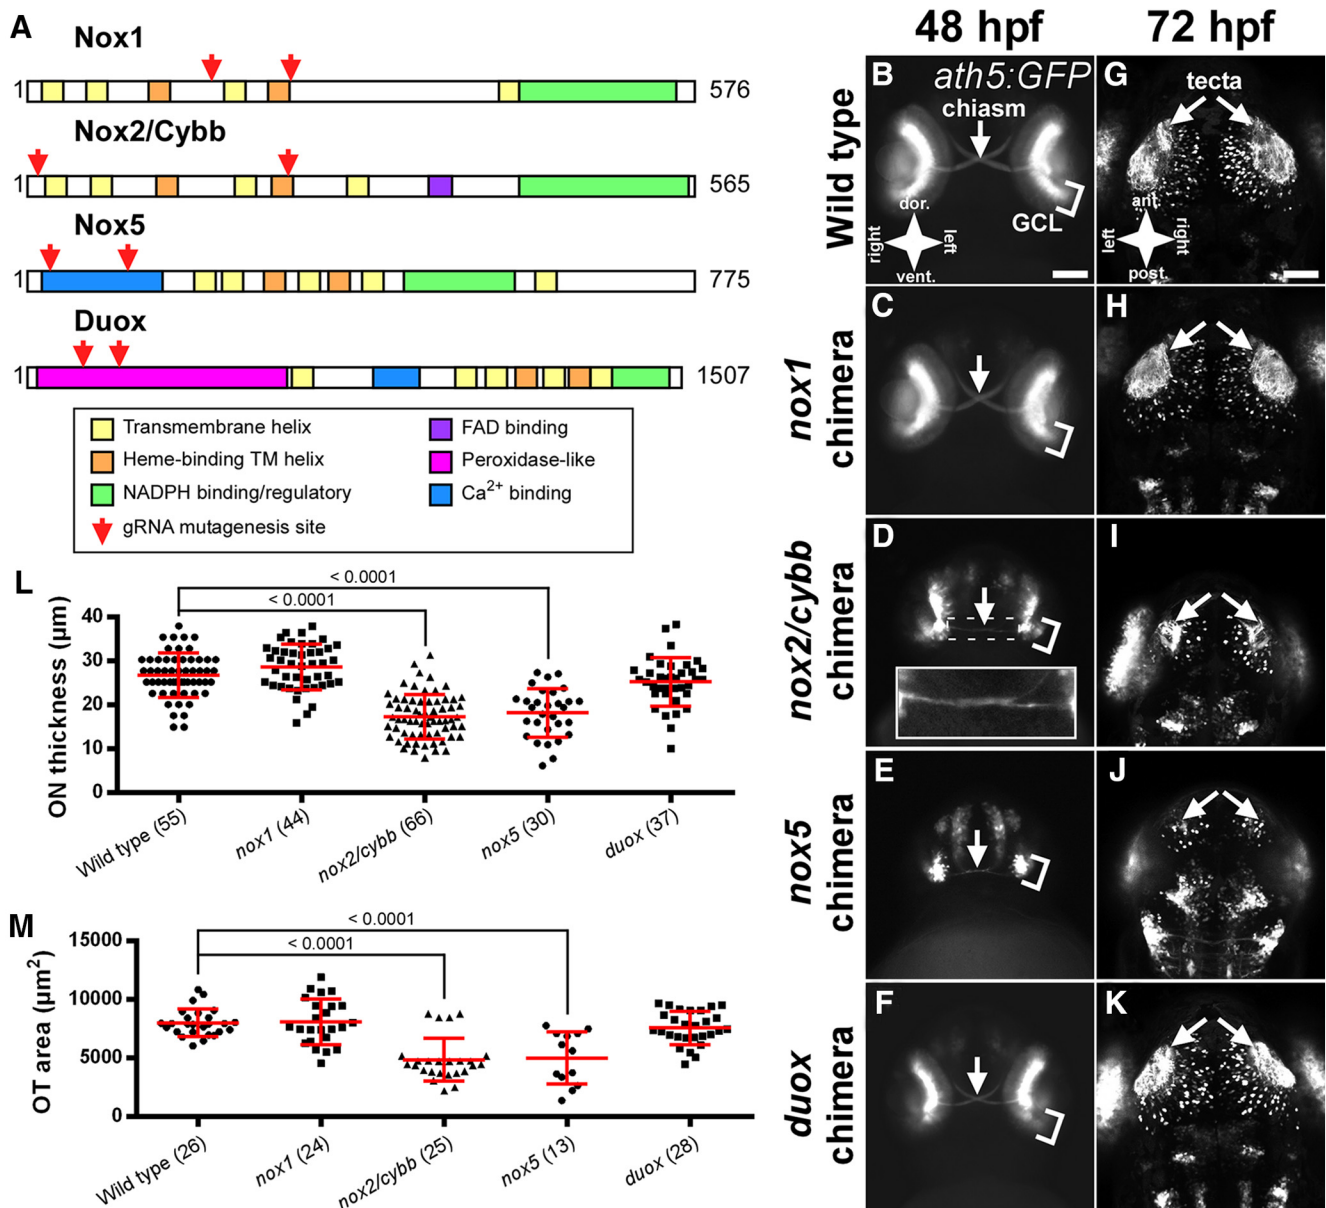 A
Nox1
1 576
Nox2/Cybb
1 565
Nox5
1 775
Duox
1 1507
Transmembrane helix
Heme-binding TM helix
NADPH binding/regulatory
gRNA mutagenesis site
FAD binding
Peroxidase-like
Ca2+ binding
L
< 0.0001
< 0.0001
ON thickness (μm)
40
30
20
10
0
Wild type (55)
nox1 (44)
nox2/cybb (66)
nox5 (30)
duox (37)
M
< 0.0001
< 0.0001
OT area (μm2)
15000
10000
5000
0
Wild type (26)
nox1 (24)
nox2/cybb (25)
nox5 (13)
duox (28)
48 hpf
72 hpf
Wild type
B
ath5:GFP
chiasm
GCL
dor.
right
left
vent.
G
tecta
ant.
left
right
post.
nox1
chimera
C
H
nox2/cybb
chimera
D
I
nox5
chimera
E
J
duox
chimera
F
K